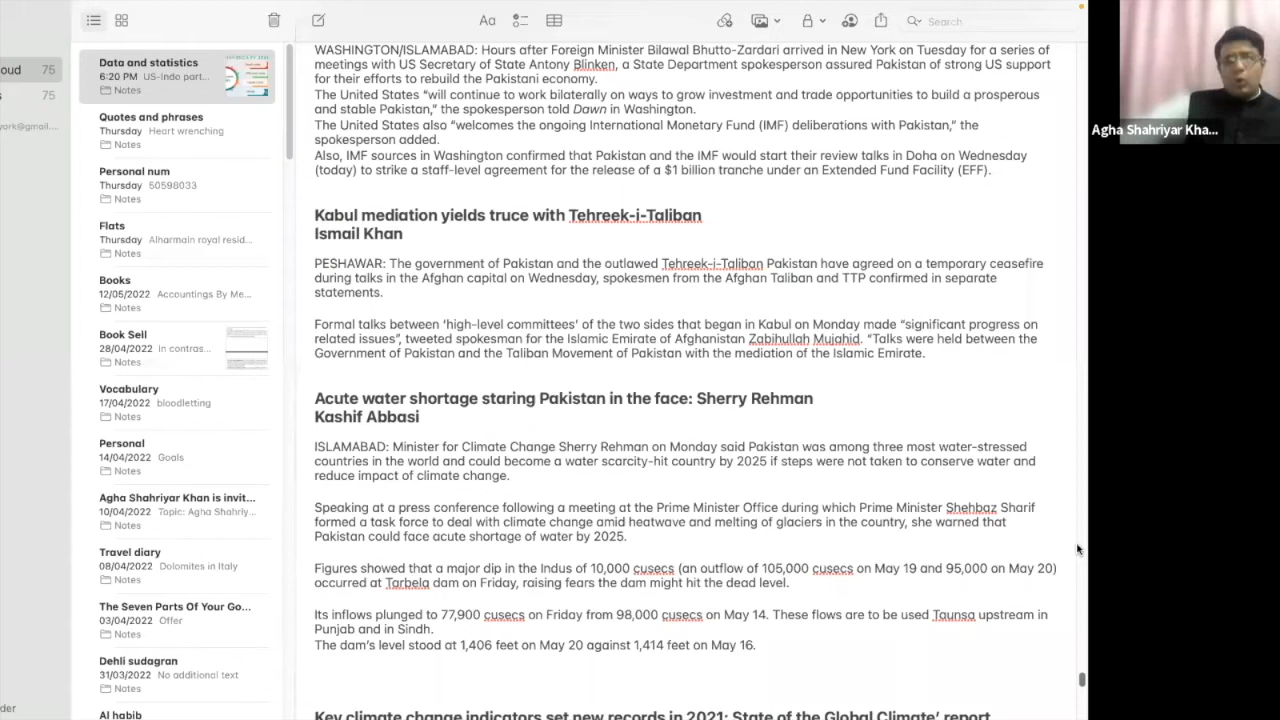 oud 75
s 75
ork@gmail....
der
Data and statistics
6:20 PM US-Indo part...
Notes
Quotes and phrases
Thursday Heart wrenching
Notes
Personal num
Thursday 50598033
Notes
Flats
Thursday Alharmain royal resid...
Notes
Books
12/05/2022 Accountings By Me...
Notes
Book Sell
28/04/2022 In contras...
Notes
Vocabulary
17/04/2022 bloodletting
Notes
Personal
14/04/2022 Goals
Notes
Agha Shahriyar Khan is invit...
10/04/2022 Topic: Agha Shahriy...
Notes
Travel diary
08/04/2022 Dolomites in Italy
Notes
The Seven Parts Of Your Go...
03/04/2022 Offer
Notes
Dehli sudagran
31/03/2022 No additional text
Notes
Al habib
Aa
Search
WASHINGTON/ISLAMABAD: Hours after Foreign Minister Bilawal Bhutto-Zardari arrived in New York on Tuesday for a series of
meetings with US Secretary of State Antony Blinken, a State Department spokesperson assured Pakistan of strong US support
for their efforts to rebuild the Pakistani economy.
The United States “will continue to work bilaterally on ways to grow investment and trade opportunities to build a prosperous
and stable Pakistan,” the spokesperson told Dawn in Washington.
The United States also “welcomes the ongoing International Monetary Fund (IMF) deliberations with Pakistan,” the
spokesperson added.
Also, IMF sources in Washington confirmed that Pakistan and the IMF would start their review talks in Doha on Wednesday
(today) to strike a staff-level agreement for the release of a $1 billion tranche under an Extended Fund Facility (EFF).
Kabul mediation yields truce with Tehreek-i-Taliban
Ismail Khan
PESHAWAR: The government of Pakistan and the outlawed Tehreek-i-Taliban Pakistan have agreed on a temporary ceasefire
during talks in the Afghan capital on Wednesday, spokesmen from the Afghan Taliban and TTP confirmed in separate
statements.
Formal talks between ‘high-level committees’ of the two sides that began in Kabul on Monday made “significant progress on
related issues”, tweeted spokesman for the Islamic Emirate of Afghanistan Zabihullah Mujahid. “Talks were held between the
Government of Pakistan and the Taliban Movement of Pakistan with the mediation of the Islamic Emirate.
Acute water shortage staring Pakistan in the face: Sherry Rehman
Kashif Abbasi
ISLAMABAD: Minister for Climate Change Sherry Rehman on Monday said Pakistan was among three most water-stressed
countries in the world and could become a water scarcity-hit country by 2025 if steps were not taken to conserve water and
reduce impact of climate change.
Speaking at a press conference following a meeting at the Prime Minister Office during which Prime Minister Shehbaz Sharif
formed a task force to deal with climate change amid heatwave and melting of glaciers in the country, she warned that
Pakistan could face acute shortage of water by 2025.
Figures showed that a major dip in the Indus of 10,000 cusecs (an outflow of 105,000 cusecs on May 19 and 95,000 on May 20)
occurred at Tarbela dam on Friday, raising fears the dam might hit the dead level.
Its inflows plunged to 77,900 cusecs on Friday from 98,000 cusecs on May 14. These flows are to be used Taunsa upstream in
Punjab and in Sindh.
The dam’s level stood at 1,406 feet on May 20 against 1,414 feet on May 16.
Key climate change indicators set new records in 2021: State of the Global Climate’ report
Agha Shahriyar Kha...